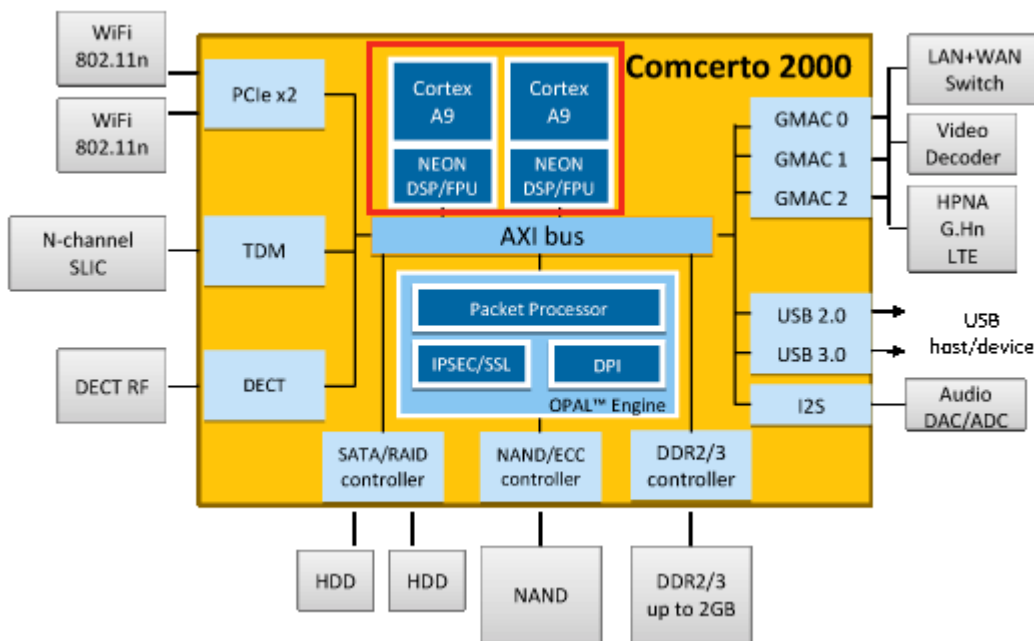 WiFi
802.11n
WiFi
802.11n
N-channel
SLIC
DECT RF
PCIe x2
TDM
DECT
Cortex
A9
NEON
DSP/FPU
Cortex
A9
NEON
DSP/FPU
Comcerto 2000
AXI bus
Packet Processor
IPSEC/SSL
DPI
OPAL™ Engine
SATA/RAID
controller
NAND/ECC
controller
DDR2/3
controller
GMAC 0
GMAC 1
GMAC 2
USB 2.0
USB 3.0
I2S
LAN+WAN
Switch
Video
Decoder
HPNA
G.Hn
LTE
USB
host/device
Audio
DAC/ADC
HDD
HDD
NAND
DDR2/3
up to 2GB